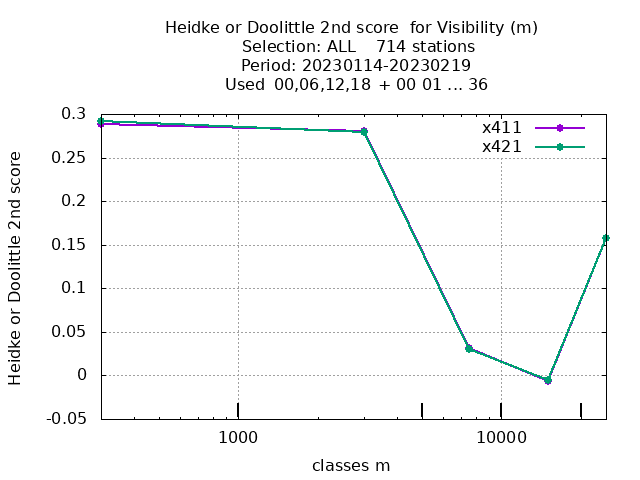 Heidke or Doolittle 2nd score  for Visibility (m)
Selection: ALL    714 stations
Period: 20230114-20230219
Used  00,06,12,18  + 00 01 ... 36
x411
x421
0.3
0.25
0.2
0.15
0.1
0.05
0
-0.05
Heidke or Doolittle 2nd score
1000
10000
classes m